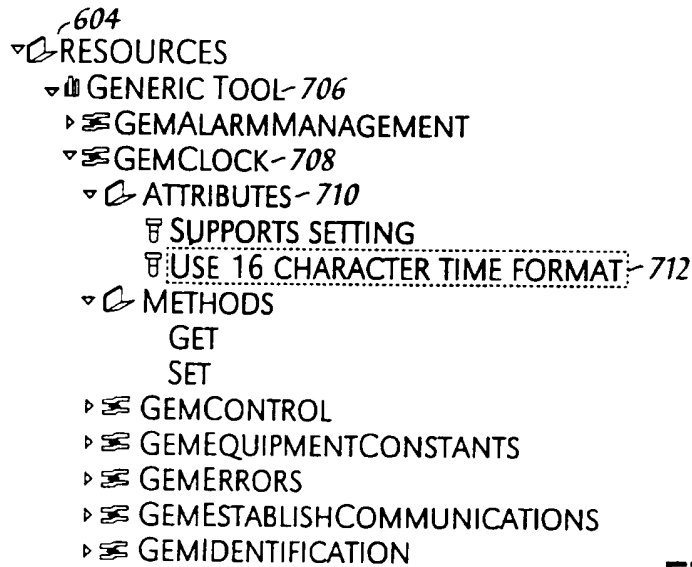 604
RESOURCES
GENERIC TOOL 706
GEMALARMMANAGEMENT
GEMCLOCK 708
ATTRIBUTES 710
SUPPORTS SETTING
USE 16 CHARACTER TIME FORMAT 712
METHODS
GET
SET
GEMCONTROL
GEMEQUIPMENTCONSTANTS
GEMERRORS
GEMESTABLISHCOMMUNICATIONS
GEMIDENTIFICATION